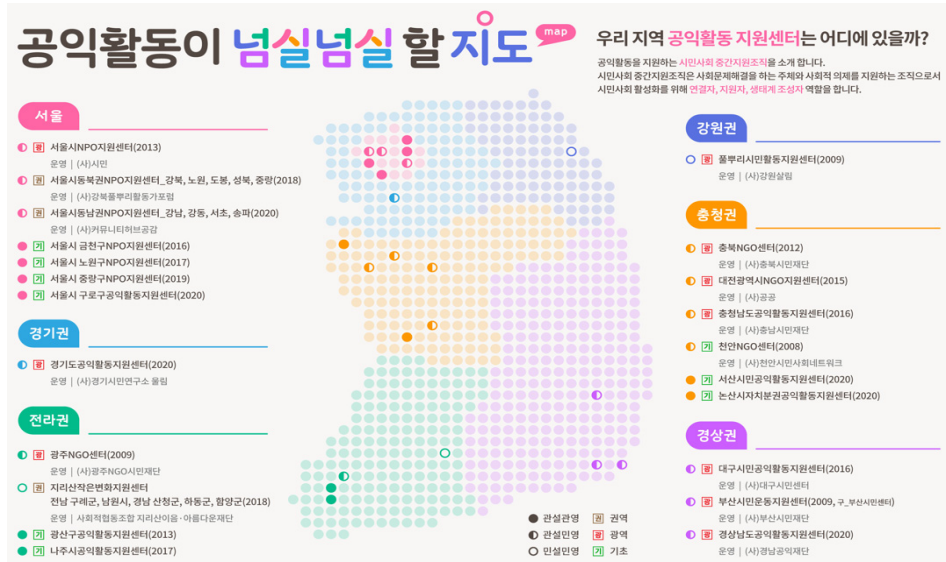 공익활동이 넘실넘실 할 지도 map
우리 지역 공익활동 지원센터는 어디에 있을까?
공익활동을 지원하는 시민사회 중간지원조직을 소개 합니다.
시민사회 중간지원조직은 사회문제해결을 하는 주체와 사회적 의제를 지원하는 조직으로서
시민사회 활성화를 위해 연결자, 지원자, 생태계 조성자 역할을 합니다.
서울
광 서울시NPO지원센터(2013)
운영 | (사)시민
권 서울시동북권NPO지원센터_강북, 노원, 도봉, 성북, 중랑(2018)
운영 | (사)강북풀뿌리활동가포럼
권 서울시동남권NPO지원센터_강남, 강동, 서초, 송파(2020)
운영 | (사)커뮤니티허브공감
기 서울시 금천구NPO지원센터(2016)
기 서울시 노원구NPO지원센터(2017)
기 서울시 중랑구NPO지원센터(2019)
기 서울시 구로구공익활동지원센터(2020)
경기권
광 경기도공익활동지원센터(2020)
운영 | (사)경기시민연구소 울림
전라권
광 광주NGO센터(2009)
운영 | (사)광주NGO시민재단
권 지리산작은변화지원센터
전남 구례군, 남원시, 경남 산청군, 하동군, 함양군(2018)
운영 | 사회적협동조합 지리산이음·아름다운재단
기 광산구공익활동지원센터(2013)
기 나주시공익활동지원센터(2017)
강원권
광 풀뿌리시민활동지원센터(2009)
운영 | (사)강원살림
충청권
광 충북NGO센터(2012)
운영 | (사)충북시민재단
광 대전광역시NGO지원센터(2015)
운영 | (사)공공
광 충청남도공익활동지원센터(2016)
운영 | (사)충남시민재단
기 천안NGO센터(2008)
운영 | (사)천안시민사회네트워크
기 서산시민공익활동지원센터(2020)
기 논산시자치분권공익활동지원센터(2020)
경상권
광 대구시민공익활동지원센터(2016)
운영 | (사)대구시민센터
광 부산시민운동지원센터(2009, 구_부산시민센터)
운영 | (사)부산시민재단
광 경상남도공익활동지원센터(2020)
운영 | (사)경남공익재단
관설관영 권 권역
관설민영 광 광역
민설민영 기 기초